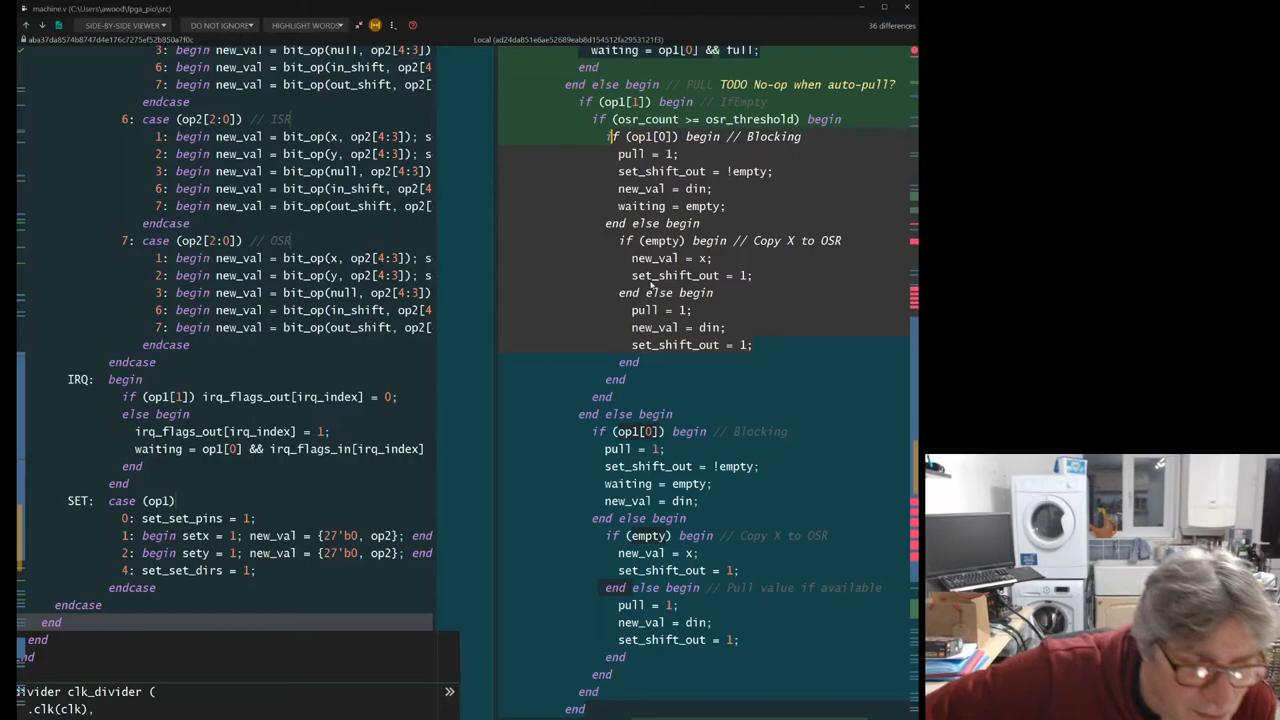 machine.v (C:\Users\awood\fpga_pio\src)
SIDE-BY-SIDE VIEWER
DO NOT IGNORE
HIGHLIGHT WORDS
36 differences
Local (ad24da851e6ae52689eab8d154512fa2953121f3)
3: begin new_val = bit_op(null, op2[4:3])
6: begin new_val = bit_op(in_shift, op2[4
7: begin new_val = bit_op(out_shift, op2[
endcase
6: case (op2[2:0]) // ISR
1: begin new_val = bit_op(x, op2[4:3]); s
2: begin new_val = bit_op(y, op2[4:3]); s
3: begin new_val = bit_op(null, op2[4:3])
6: begin new_val = bit_op(in_shift, op2[4
7: begin new_val = bit_op(out_shift, op2[
endcase
7: case (op2[2:0]) // OSR
1: begin new_val = bit_op(x, op2[4:3]); s
2: begin new_val = bit_op(y, op2[4:3]); s
3: begin new_val = bit_op(null, op2[4:3])
6: begin new_val = bit_op(in_shift, op2[4
7: begin new_val = bit_op(out_shift, op2[
endcase
endcase
IRQ: begin
if (op1[1]) irq_flags_out[irq_index] = 0;
else begin
irq_flags_out[irq_index] = 1;
waiting = op1[0] && irq_flags_in[irq_index]
end
end
SET: case (op1)
0: set_set_pins = 1;
1: begin setx = 1; new_val = {27'b0, op2}; end
2: begin sety = 1; new_val = {27'b0, op2}; end
4: set_set_dirs = 1;
endcase
endcase
end
end
nd
ivider clk_divider (
.clk(clk),
waiting = op1[0] && full;
end
end else begin // PULL TODO No-op when auto-pull?
if (op1[1]) begin // IfEmpty
if (osr_count >= osr_threshold) begin
if (op1[0]) begin // Blocking
pull = 1;
set_shift_out = !empty;
new_val = din;
waiting = empty;
end else begin
if (empty) begin // Copy X to OSR
new_val = x;
set_shift_out = 1;
end else begin
pull = 1;
new_val = din;
set_shift_out = 1;
end
end
end
end else begin
if (op1[0]) begin // Blocking
pull = 1;
set_shift_out = !empty;
waiting = empty;
new_val = din;
end else begin
if (empty) begin // Copy X to OSR
new_val = x;
set_shift_out = 1;
end else begin // Pull value if available
pull = 1;
new_val = din;
set_shift_out = 1;
end
end
end
end